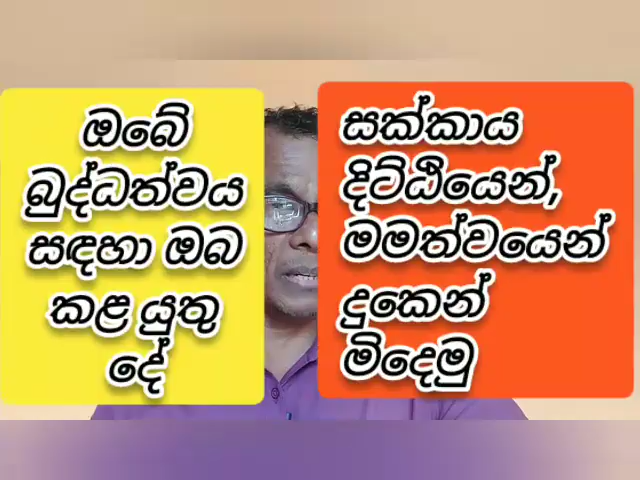 ඔබේ
බුද්ධත්වය
සඳහා ඔබ
කළ යුතු
දේ
සක්කාය
දිට්ඨියෙන්,
මමත්වයෙන්
දුකෙන්
මිදෙමු